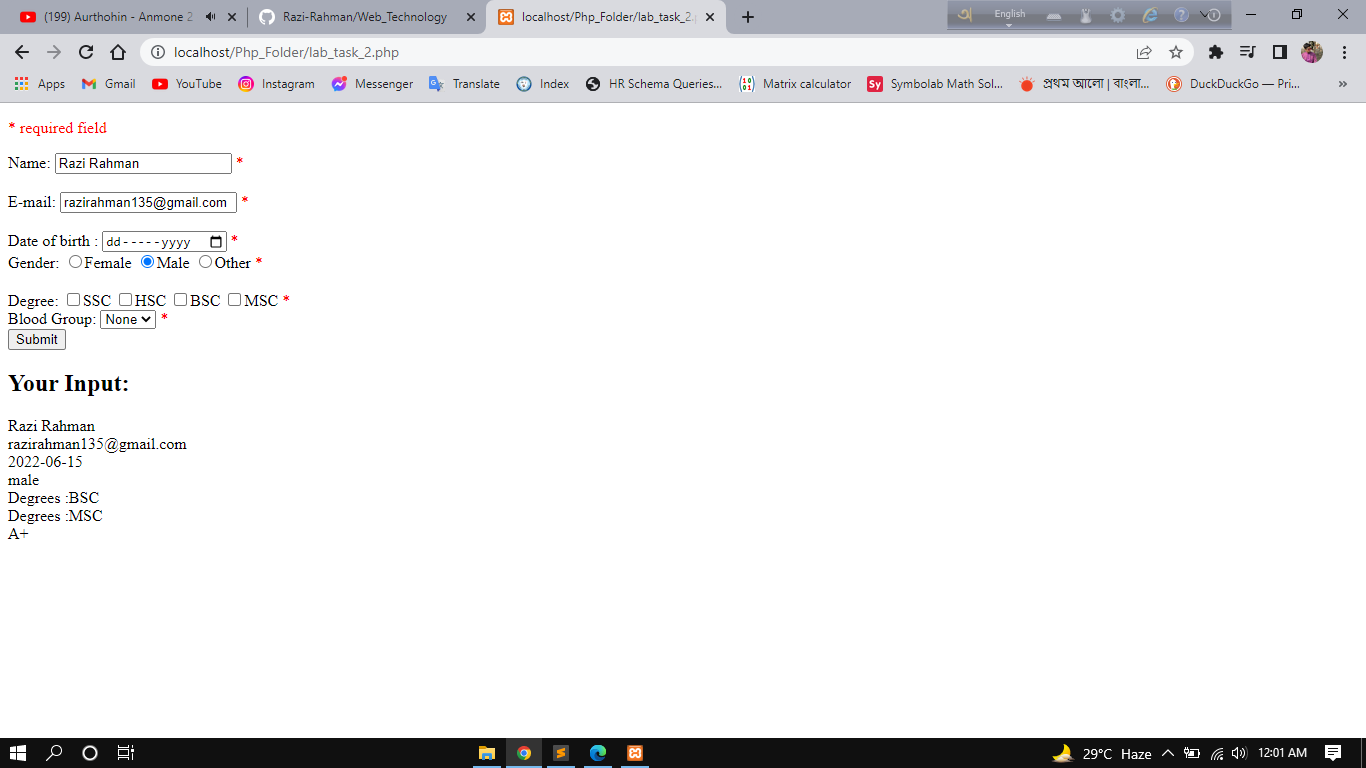 (199) Aurthohin - Anmone 2
Razi-Rahman/Web_Technology
localhost/Php_Folder/lab_task_2.p
English
localhost/Php_Folder/lab_task_2.php
Apps
Gmail
YouTube
Instagram
Messenger
Translate
Index
HR Schema Queries...
Matrix calculator
Sy Symbolab Math Sol...
প্রথম আলো | বাংলা...
DuckDuckGo — Pri...
* required field
Name: Razi Rahman *
E-mail: razirahman135@gmail.com *
Date of birth : dd-----yyyy *
Gender: Female Male Other *
Degree: SSC HSC BSC MSC *
Blood Group: None *
Submit
Your Input:
Razi Rahman
razirahman135@gmail.com
2022-06-15
male
Degrees :BSC
Degrees :MSC
A+
29°C Haze 12:01 AM